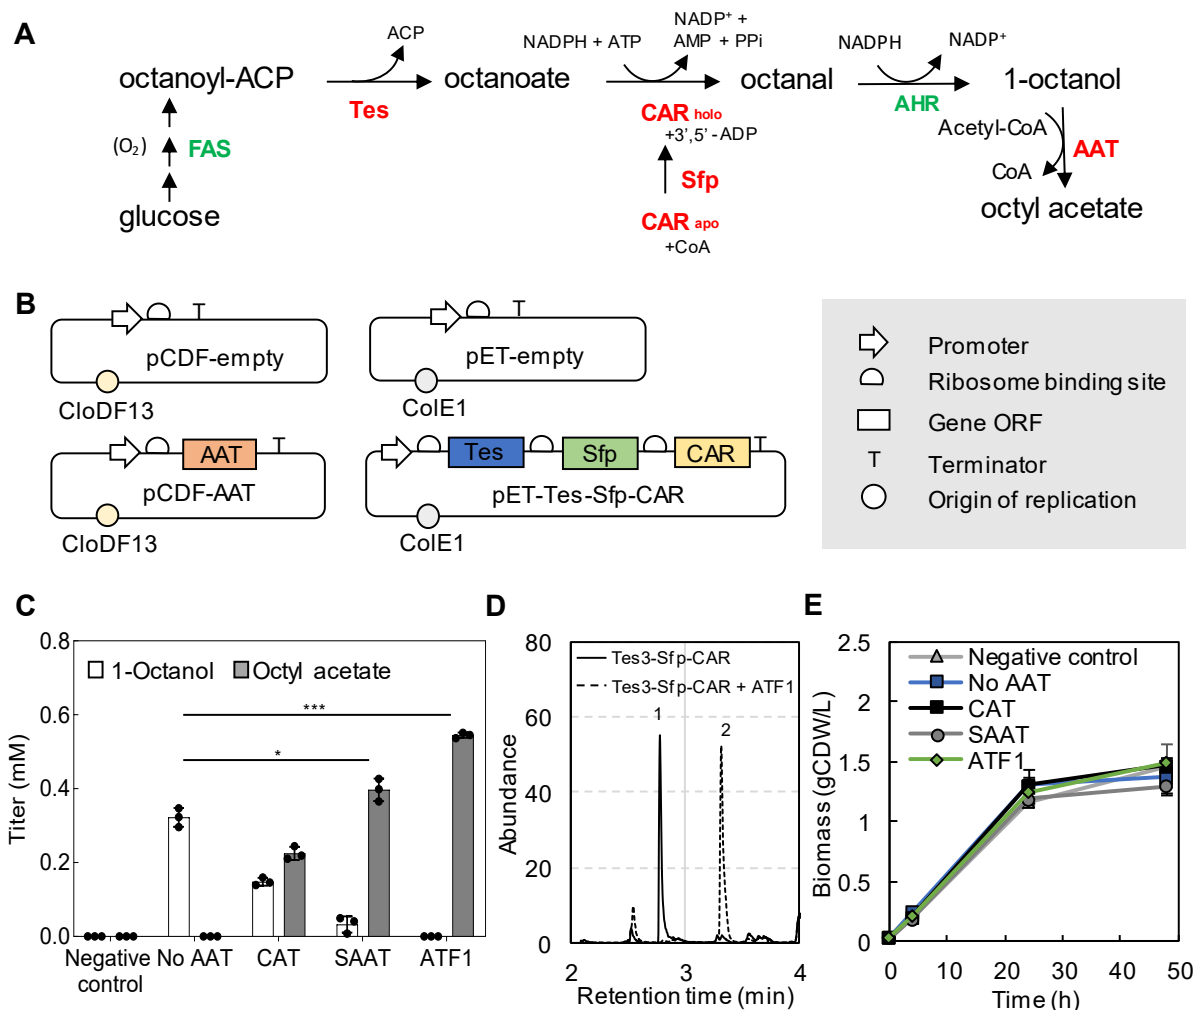 A
octanoyl-ACP
ACP
Tes
octanoate
NADPH + ATP
NADP⁺ +
AMP + PPi
CAR holo
+3’,5’-ADP
Sfp
CAR apo
+CoA
octanal
NADPH
NADP⁺
AHR
1-octanol
Acetyl-CoA
AAT
CoA
octyl acetate
(O₂)
FAS
glucose
B
T
pCDF-empty
CloDF13
T
pET-empty
ColE1
AAT
T
pCDF-AAT
CloDF13
Tes
Sfp
CAR
T
pET-Tes-Sfp-CAR
ColE1
Promoter
Ribosome binding site
Gene ORF
T
Terminator
Origin of replication
C
0.8
0.6
0.4
0.2
0.0
Titer (mM)
1-Octanol
Octyl acetate
***
*
Negative control
No AAT
CAT
SAAT
ATF1
D
80
60
40
20
0
Abundance
Tes3-Sfp-CAR
Tes3-Sfp-CAR + ATF1
1
2
2
3
4
Retention time (min)
E
2.5
2
1.5
1
0.5
0
Biomass (gCDW/L)
Negative control
No AAT
CAT
SAAT
ATF1
0
10
20
30
40
50
Time (h)